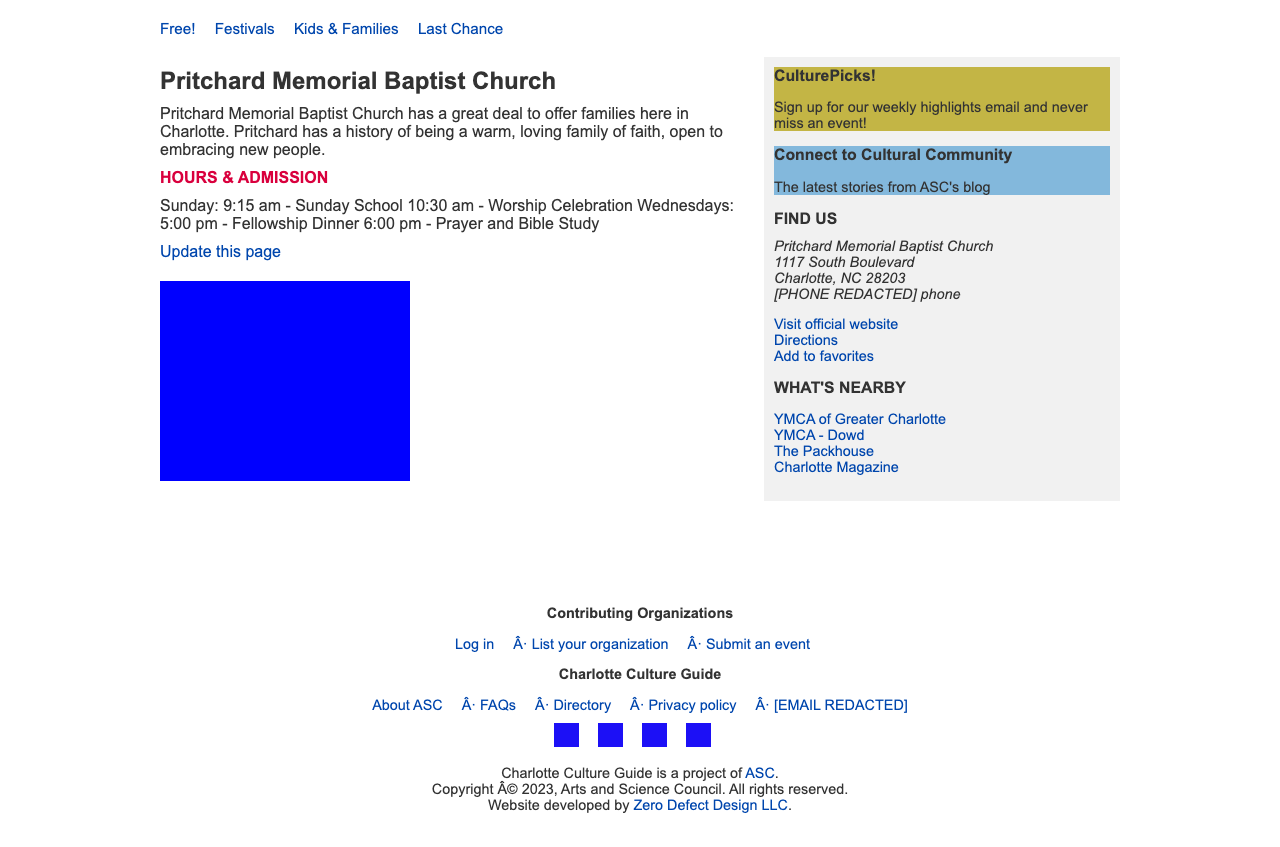 Free! Festivals Kids & Families Last Chance
Pritchard Memorial Baptist Church
Pritchard Memorial Baptist Church has a great deal to offer families here in
Charlotte. Pritchard has a history of being a warm, loving family of faith, open to
embracing new people.
HOURS & ADMISSION
Sunday: 9:15 am - Sunday School 10:30 am - Worship Celebration Wednesdays:
5:00 pm - Fellowship Dinner 6:00 pm - Prayer and Bible Study
Update this page
CulturePicks!
Sign up for our weekly highlights email and never
miss an event!
Connect to Cultural Community
The latest stories from ASC's blog
FIND US
Pritchard Memorial Baptist Church
1117 South Boulevard
Charlotte, NC 28203
[PHONE REDACTED] phone
Visit official website
Directions
Add to favorites
WHAT'S NEARBY
YMCA of Greater Charlotte
YMCA - Dowd
The Packhouse
Charlotte Magazine
Contributing Organizations
Log in Â· List your organization Â· Submit an event
Charlotte Culture Guide
About ASC Â· FAQs Â· Directory Â· Privacy policy Â· [EMAIL REDACTED]
Charlotte Culture Guide is a project of ASC.
Copyright Â© 2023, Arts and Science Council. All rights reserved.
Website developed by Zero Defect Design LLC.